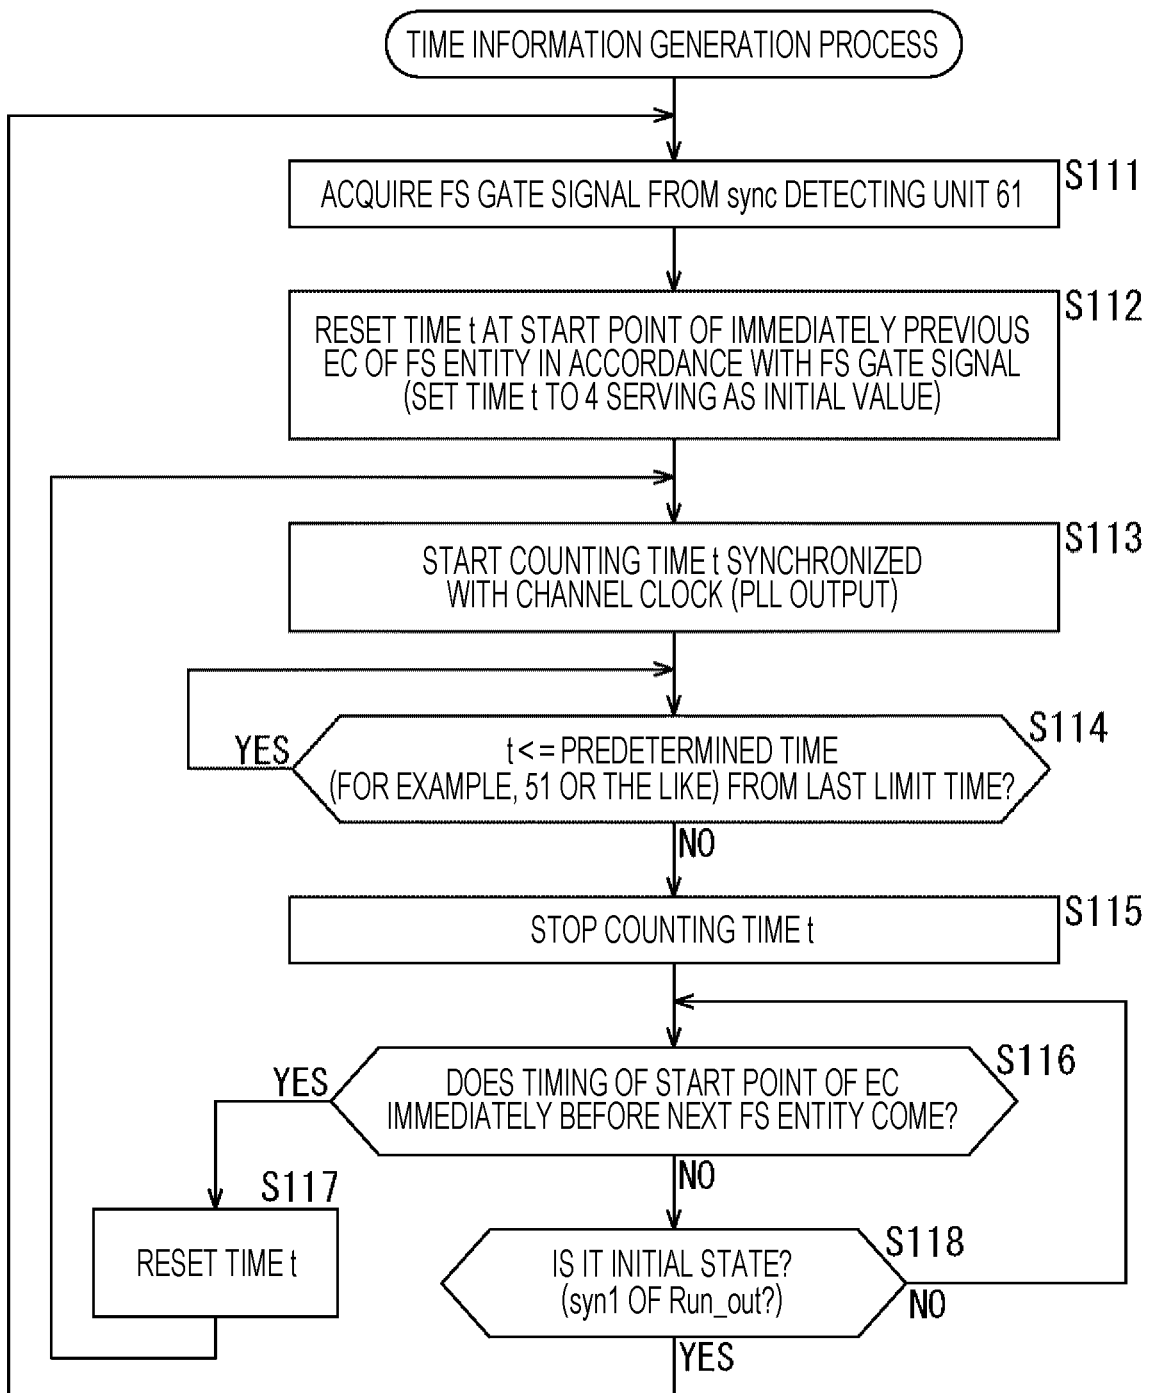 TIME INFORMATION GENERATION PROCESS
S111
ACQUIRE FS GATE SIGNAL FROM sync DETECTING UNIT 61
S112
RESET TIME t AT START POINT OF IMMEDIATELY PREVIOUS
EC OF FS ENTITY IN ACCORDANCE WITH FS GATE SIGNAL
(SET TIME t TO 4 SERVING AS INITIAL VALUE)
S113
START COUNTING TIME t SYNCHRONIZED
WITH CHANNEL CLOCK (PLL OUTPUT)
S114
YES
t <= PREDETERMINED TIME
(FOR EXAMPLE, 51 OR THE LIKE) FROM LAST LIMIT TIME?
NO
S115
STOP COUNTING TIME t
S116
YES
DOES TIMING OF START POINT OF EC
IMMEDIATELY BEFORE NEXT FS ENTITY COME?
NO
S117
RESET TIME t
S118
IS IT INITIAL STATE?
(syn1 OF Run_out?)
NO
YES